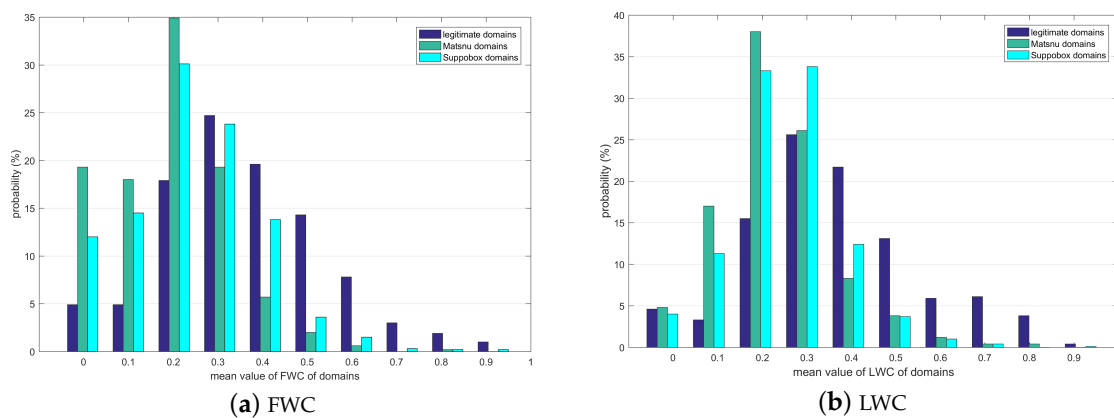 35
30
25
20
15
10
5
0
probability (%)
legitimate domains
Matsnu domains
Suppobox domains
0 0.1 0.2 0.3 0.4 0.5 0.6 0.7 0.8 0.9 1
mean value of FWC of domains
(a) FWC
40
35
30
25
20
15
10
5
0
probability (%)
legitimate domains
Matsnu domains
Suppobox domains
0 0.1 0.2 0.3 0.4 0.5 0.6 0.7 0.8 0.9
mean value of LWC of domains
(b) LWC